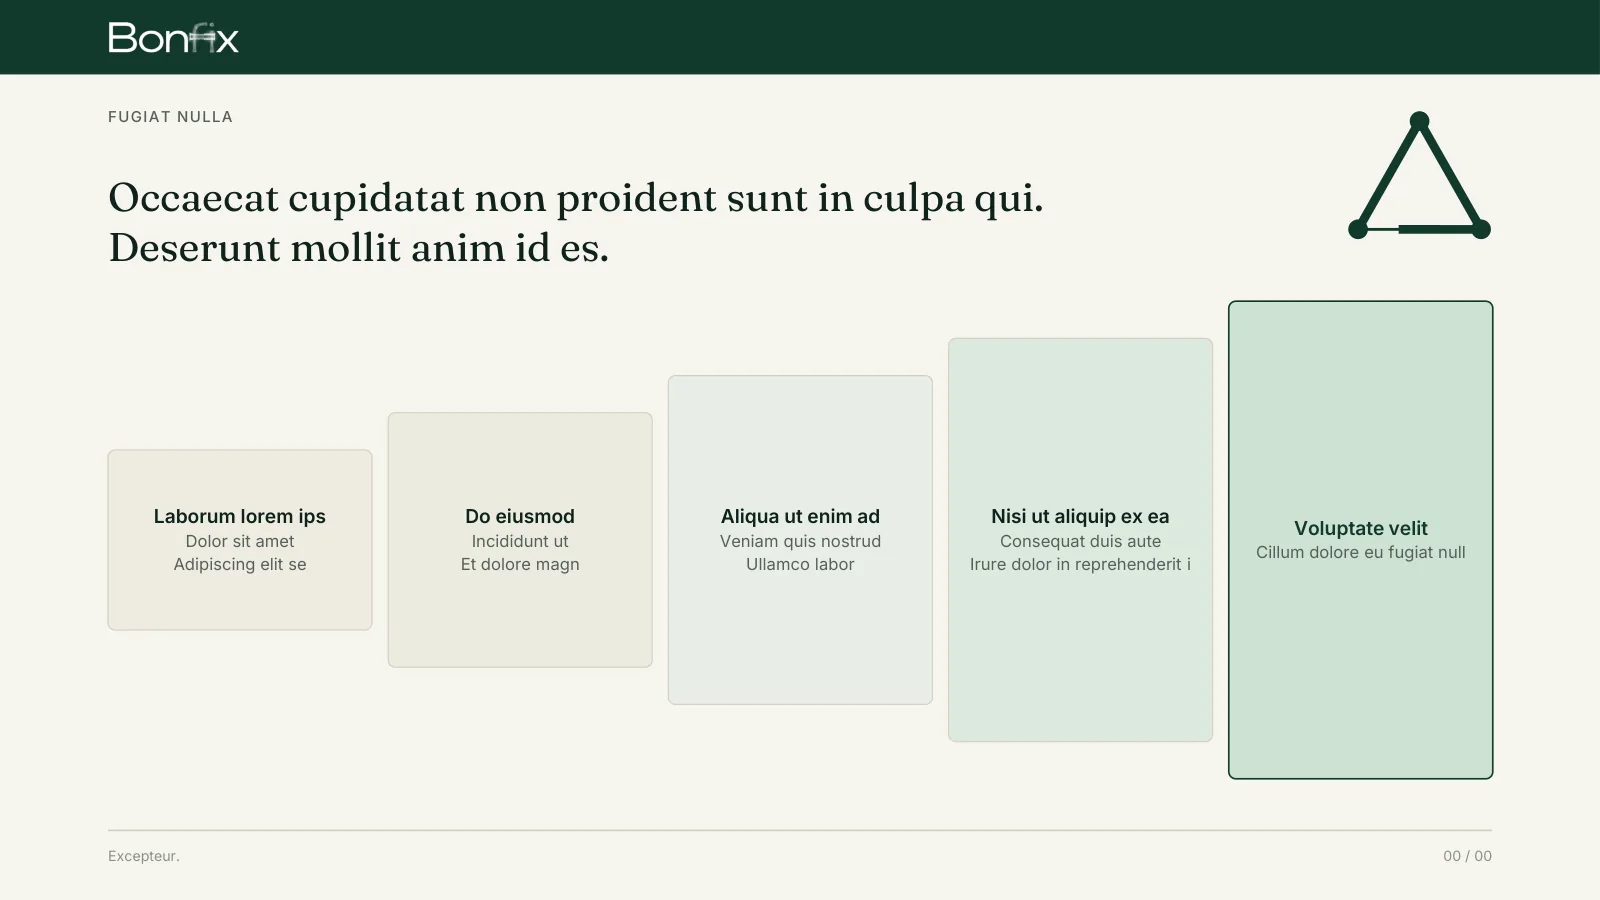 Bonfix
FUGIAT NULLA
Occaecat cupidatat non proident sunt in culpa qui.
Deserunt mollit anim id es.
Laborum lorem ips
Dolor sit amet
Adipiscing elit se
Do eiusmod
Incididunt ut
Et dolore magn
Aliqua ut enim ad
Veniam quis nostrud
Ullamco labor
Nisi ut aliquip ex ea
Consequat duis aute
Irure dolor in reprehenderit i
Voluptate velit
Cillum dolore eu fugiat null
Excepteur.
00 / 00